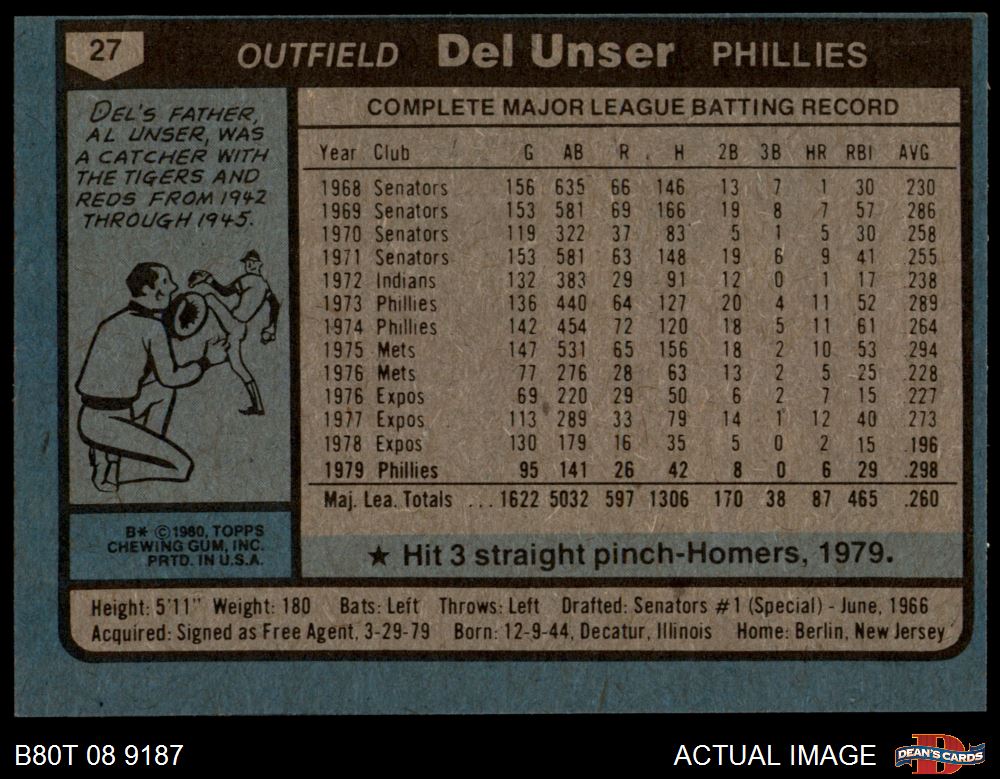 27 OUTFIELD Del Unser PHILLIES
DEL'S FATHER,
AL UNSER, WAS
A CATCHER WITH
THE TIGERS AND
REDS FROM 1942
THROUGH 1945.
B* ©1980, TOPPS
CHEWING GUM, INC.
PRTD. IN U.S.A.
COMPLETE MAJOR LEAGUE BATTING RECORD
Year Club G AB R H 2B 3B HR RBI AVG
1968 Senators 156 635 66 146 13 7 1 30 .230
1969 Senators 153 581 69 166 19 8 7 57 .286
1970 Senators 119 322 37 83 5 1 5 30 .258
1971 Senators 153 581 63 148 19 6 9 41 .255
1972 Indians 132 383 29 91 12 0 1 17 .238
1973 Phillies 136 440 64 127 20 4 11 52 .289
1974 Phillies 142 454 72 120 18 5 11 61 .264
1975 Mets 147 531 65 156 18 2 10 53 .294
1976 Mets 77 276 28 63 13 2 5 25 .228
1976 Expos 69 220 29 50 6 2 7 15 .227
1977 Expos 113 289 33 79 14 1 12 40 .273
1978 Expos 130 179 16 35 5 0 2 15 .196
1979 Phillies 95 141 26 42 8 0 6 29 .298
Maj. Lea. Totals ... 1622 5032 597 1306 170 38 87 465 .260
★ Hit 3 straight pinch-Homers, 1979.
Height: 5'11" Weight: 180 Bats: Left Throws: Left Drafted: Senators #1 (Special) - June, 1966
Acquired: Signed as Free Agent, 3-29-79 Born: 12-9-44, Decatur, Illinois Home: Berlin, New Jersey
B80T 08 9187 ACTUAL IMAGE DEAN'S CARDS